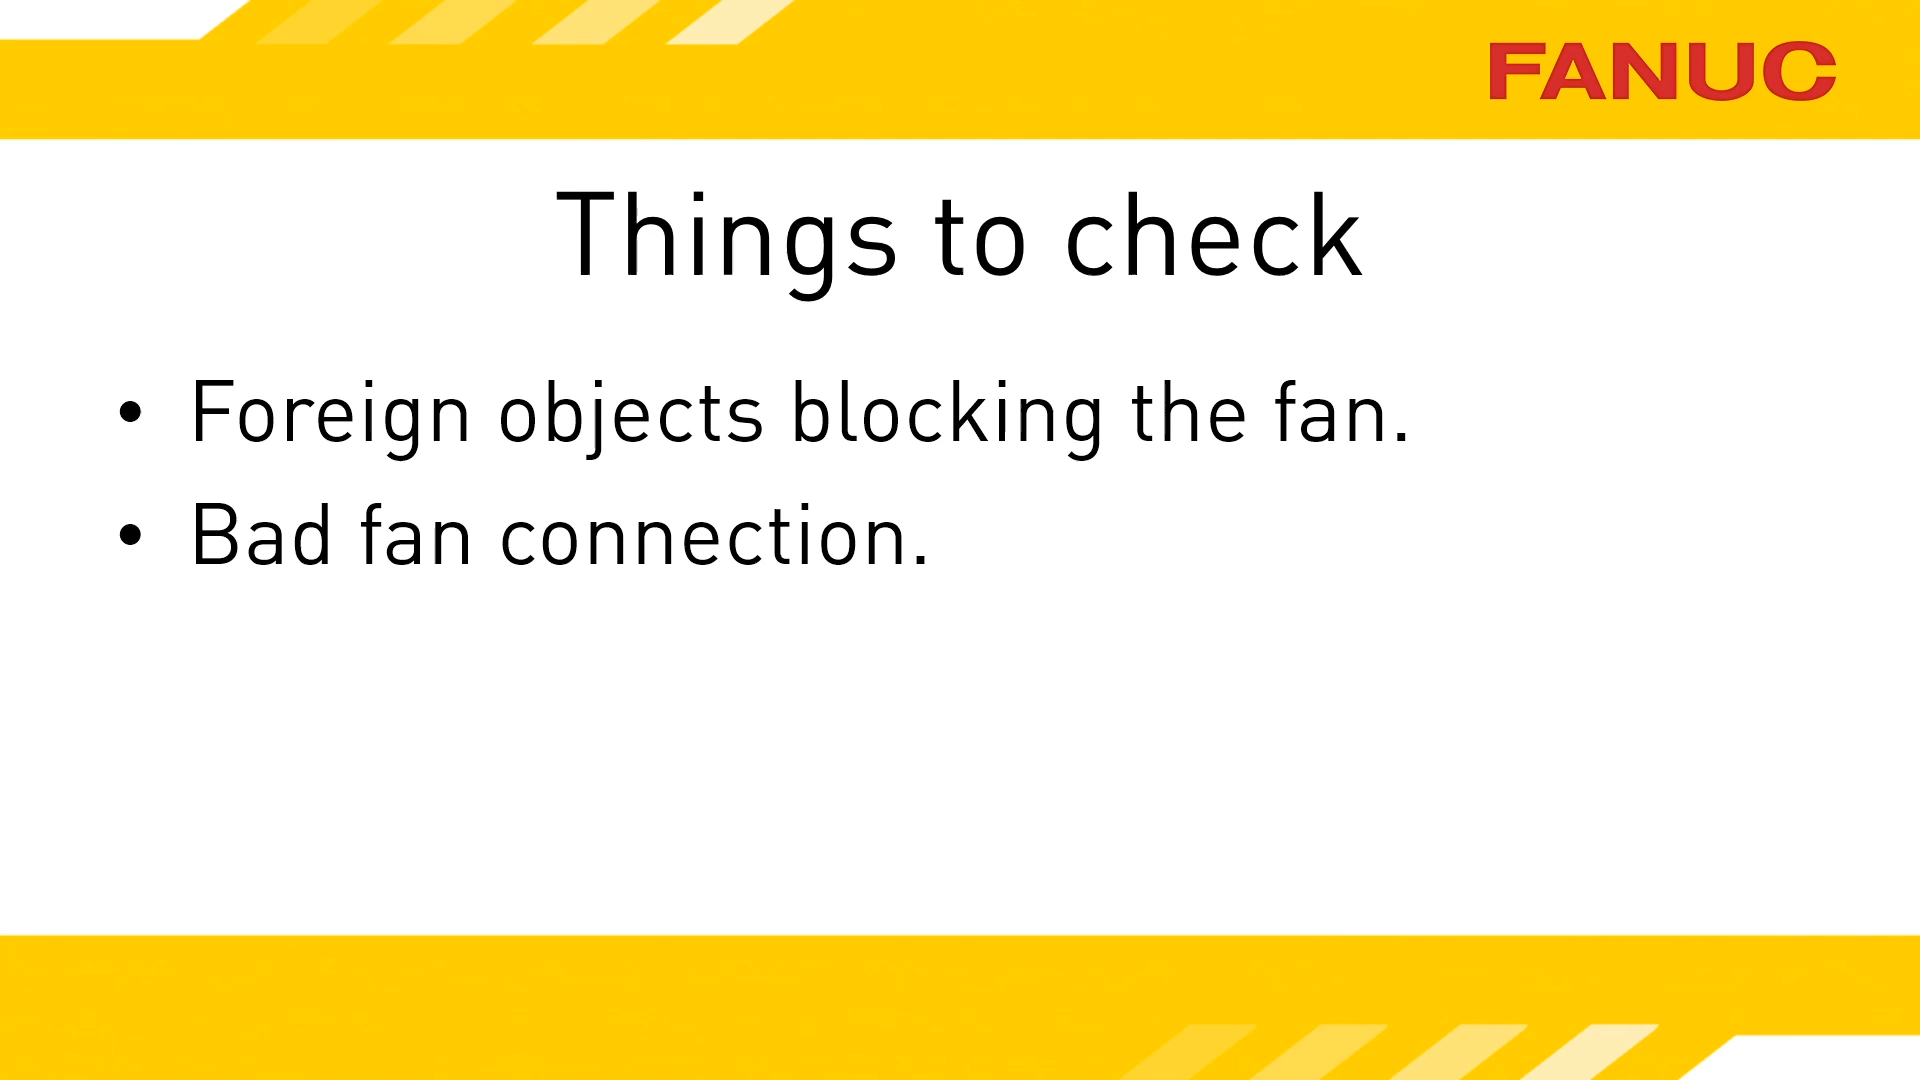 FANUC
Things to check
• Foreign objects blocking the fan.
• Bad fan connection.